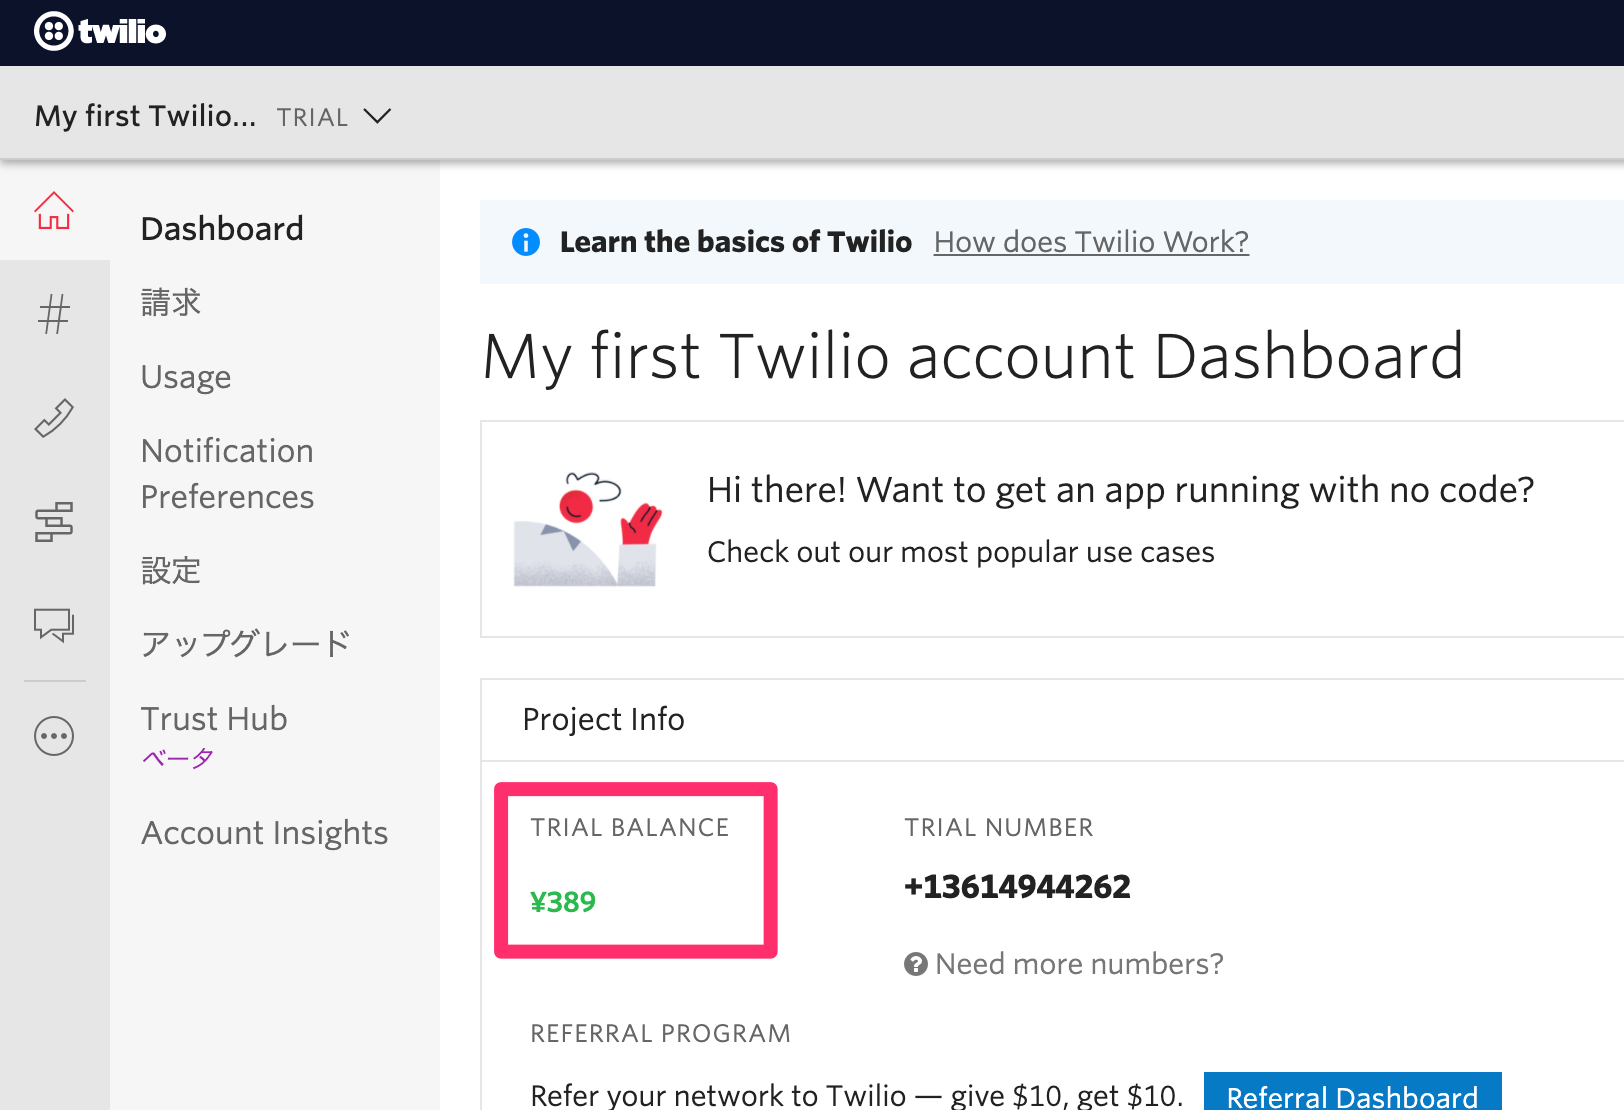 twilio
My first Twilio... TRIAL
Dashboard
請求
Usage
Notification
Preferences
設定
アップグレード
Trust Hub
ベータ
Account Insights
Learn the basics of Twilio How does Twilio Work?
My first Twilio account Dashboard
Hi there! Want to get an app running with no code?
Check out our most popular use cases
Project Info
TRIAL BALANCE
¥389
TRIAL NUMBER
+13614944262
Need more numbers?
REFERRAL PROGRAM
Refer your network to Twilio — give $10, get $10.
Referral Dashboard